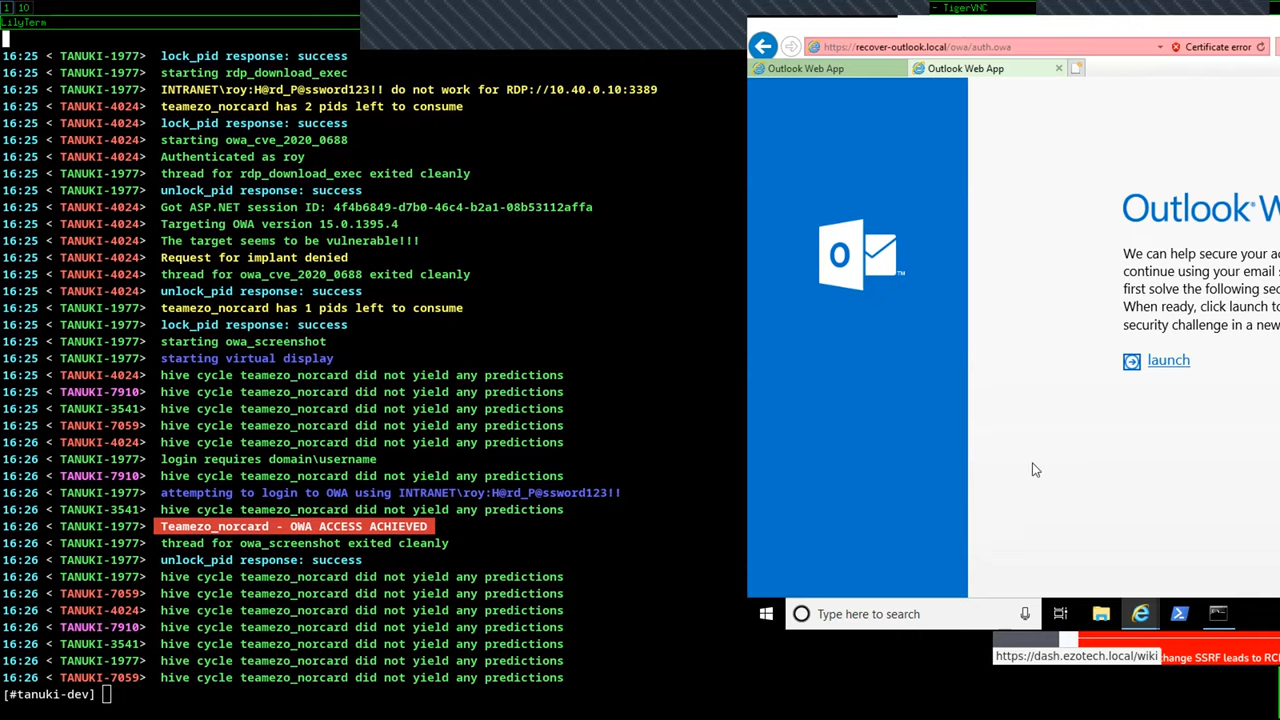 1 10
- TigerVNC
LilyTerm
16:25 < TANUKI-1977> lock_pid response: success
16:25 < TANUKI-1977> starting rdp_download_exec
16:25 < TANUKI-1977> INTRANET\roy:H@rd_P@ssword123!! do not work for RDP://10.40.0.10:3389
16:25 < TANUKI-4024> teamezo_norcard has 2 pids left to consume
16:25 < TANUKI-4024> lock_pid response: success
16:25 < TANUKI-4024> starting owa_cve_2020_0688
16:25 < TANUKI-4024> Authenticated as roy
16:25 < TANUKI-1977> thread for rdp_download_exec exited cleanly
16:25 < TANUKI-1977> unlock_pid response: success
16:25 < TANUKI-4024> Got ASP.NET session ID: 4f4b6849-d7b0-46c4-b2a1-08b53112affa
16:25 < TANUKI-4024> Targeting OWA version 15.0.1395.4
16:25 < TANUKI-4024> The target seems to be vulnerable!!!
16:25 < TANUKI-4024> Request for implant denied
16:25 < TANUKI-4024> thread for owa_cve_2020_0688 exited cleanly
16:25 < TANUKI-4024> unlock_pid response: success
16:25 < TANUKI-1977> teamezo_norcard has 1 pids left to consume
16:25 < TANUKI-1977> lock_pid response: success
16:25 < TANUKI-1977> starting owa_screenshot
16:25 < TANUKI-1977> starting virtual display
16:25 < TANUKI-4024> hive cycle teamezo_norcard did not yield any predictions
16:25 < TANUKI-7910> hive cycle teamezo_norcard did not yield any predictions
16:25 < TANUKI-3541> hive cycle teamezo_norcard did not yield any predictions
16:25 < TANUKI-7059> hive cycle teamezo_norcard did not yield any predictions
16:26 < TANUKI-4024> hive cycle teamezo_norcard did not yield any predictions
16:26 < TANUKI-1977> login requires domain\username
16:26 < TANUKI-7910> hive cycle teamezo_norcard did not yield any predictions
16:26 < TANUKI-1977> attempting to login to OWA using INTRANET\roy:H@rd_P@ssword123!!
16:26 < TANUKI-3541> hive cycle teamezo_norcard did not yield any predictions
16:26 < TANUKI-1977> Teamezo_norcard - OWA ACCESS ACHIEVED
16:26 < TANUKI-1977> thread for owa_screenshot exited cleanly
16:26 < TANUKI-1977> unlock_pid response: success
16:26 < TANUKI-1977> hive cycle teamezo_norcard did not yield any predictions
16:26 < TANUKI-7059> hive cycle teamezo_norcard did not yield any predictions
16:26 < TANUKI-4024> hive cycle teamezo_norcard did not yield any predictions
16:26 < TANUKI-7910> hive cycle teamezo_norcard did not yield any predictions
16:26 < TANUKI-3541> hive cycle teamezo_norcard did not yield any predictions
16:26 < TANUKI-1977> hive cycle teamezo_norcard did not yield any predictions
16:26 < TANUKI-7059> hive cycle teamezo_norcard did not yield any predictions
[#tanuki-dev]
https://recover-outlook.local/owa/auth.owa
Certificate error
Outlook Web App
Outlook Web App
Outlook W
We can help secure your a
continue using your email
first solve the following sec
When ready, click launch to
security challenge in a new
launch
Type here to search
https://dash.ezotech.local/wiki
change SSRF leads to RC